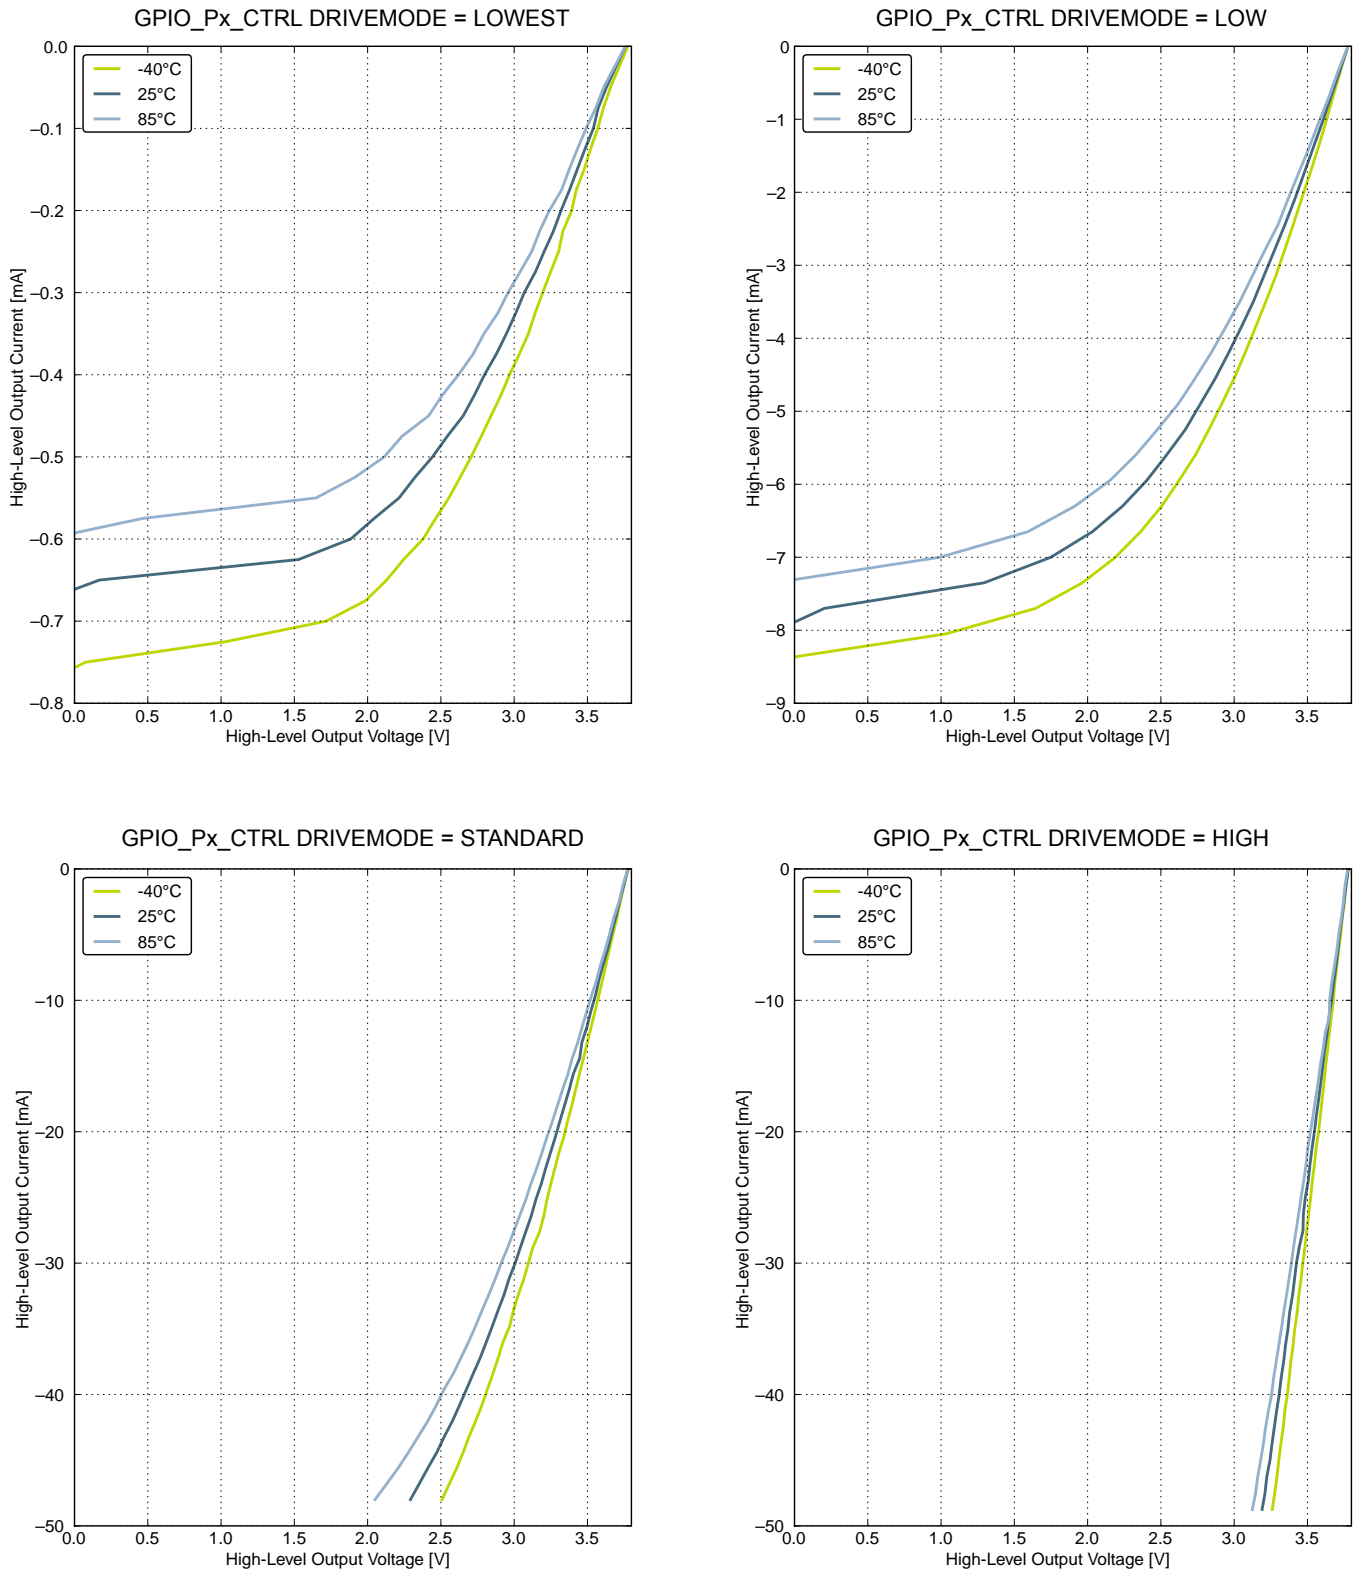 GPIO_Px_CTRL DRIVEMODE = LOWEST
0.0
–0.1
–0.2
–0.3
–0.4
–0.5
–0.6
–0.7
–0.8
High-Level Output Current [mA]
-40°C
25°C
85°C
0.0 0.5 1.0 1.5 2.0 2.5 3.0 3.5
High-Level Output Voltage [V]
GPIO_Px_CTRL DRIVEMODE = LOW
0
–1
–2
–3
–4
–5
–6
–7
–8
–9
High-Level Output Current [mA]
-40°C
25°C
85°C
0.0 0.5 1.0 1.5 2.0 2.5 3.0 3.5
High-Level Output Voltage [V]
GPIO_Px_CTRL DRIVEMODE = STANDARD
0
–10
–20
–30
–40
–50
High-Level Output Current [mA]
-40°C
25°C
85°C
0.0 0.5 1.0 1.5 2.0 2.5 3.0 3.5
High-Level Output Voltage [V]
GPIO_Px_CTRL DRIVEMODE = HIGH
0
–10
–20
–30
–40
–50
High-Level Output Current [mA]
-40°C
25°C
85°C
0.0 0.5 1.0 1.5 2.0 2.5 3.0 3.5
High-Level Output Voltage [V]